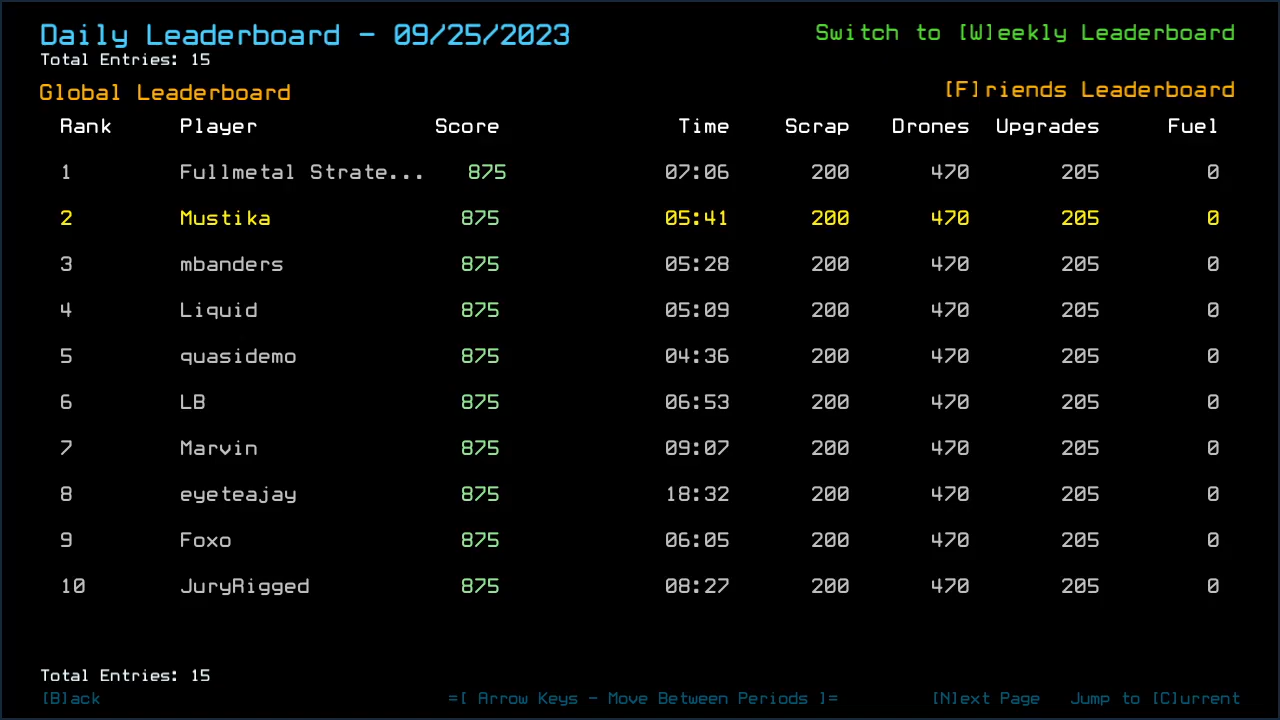 Daily Leaderboard - 09/25/2023 Switch to [W]eekly Leaderboard
Total Entries: 15
Global Leaderboard [F]riends Leaderboard
Rank Player Score Time Scrap Drones Upgrades Fuel
1 Fullmetal Strate... 875 07:06 200 470 205 0
2 Mustika 875 05:41 200 470 205 0
3 mbanders 875 05:28 200 470 205 0
4 Liquid 875 05:09 200 470 205 0
5 quasidemo 875 04:36 200 470 205 0
6 LB 875 06:53 200 470 205 0
7 Marvin 875 09:07 200 470 205 0
8 eyeteajay 875 18:32 200 470 205 0
9 Foxo 875 06:05 200 470 205 0
10 JuryRigged 875 08:27 200 470 205 0
Total Entries: 15
[B]ack =[ Arrow Keys - Move Between Periods ]= [N]ext Page Jump to [C]urrent